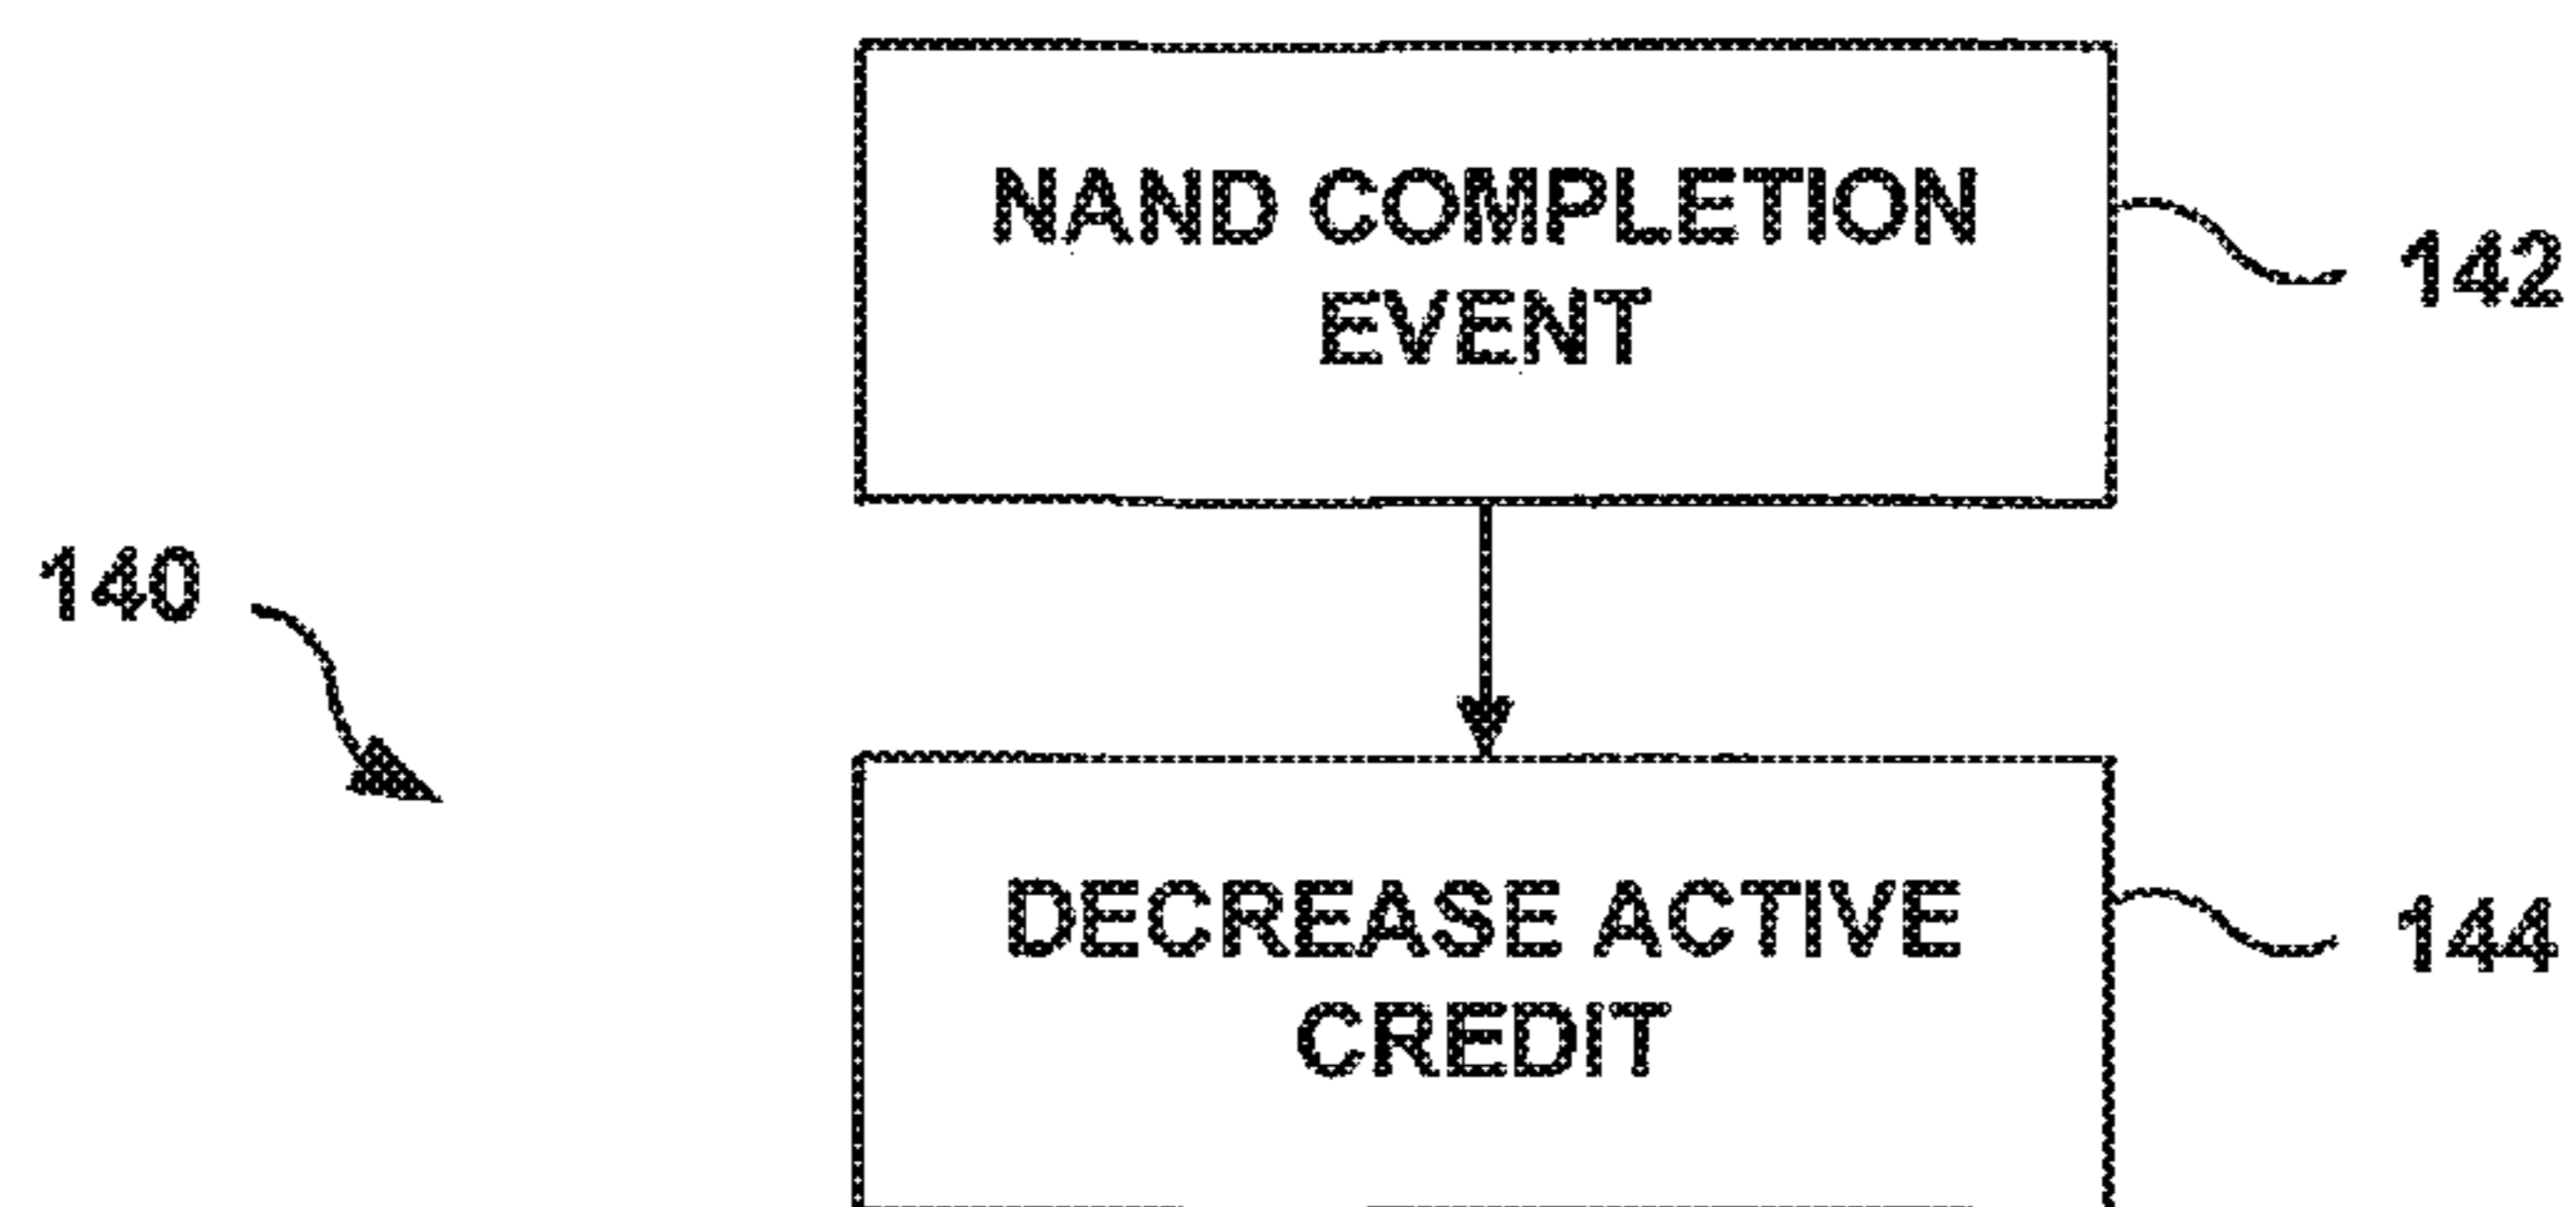 NAND COMPLETION
EVENT
142
140
DECREASE ACTIVE
CREDIT
144